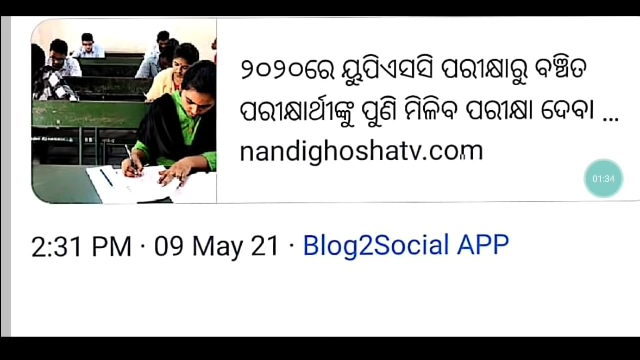 ୨୦୨୦ରେ ୟୁପିଏସସି ପରୀକ୍ଷାରୁ ବଞ୍ଚିତ
ପରୀକ୍ଷାର୍ଥୀଙ୍କୁ ପୁଣି ମିଳିବ ପରୀକ୍ଷା ଦେବା ...
nandighoshatv.com
01:34
2:31 PM · 09 May 21 · Blog2Social APP